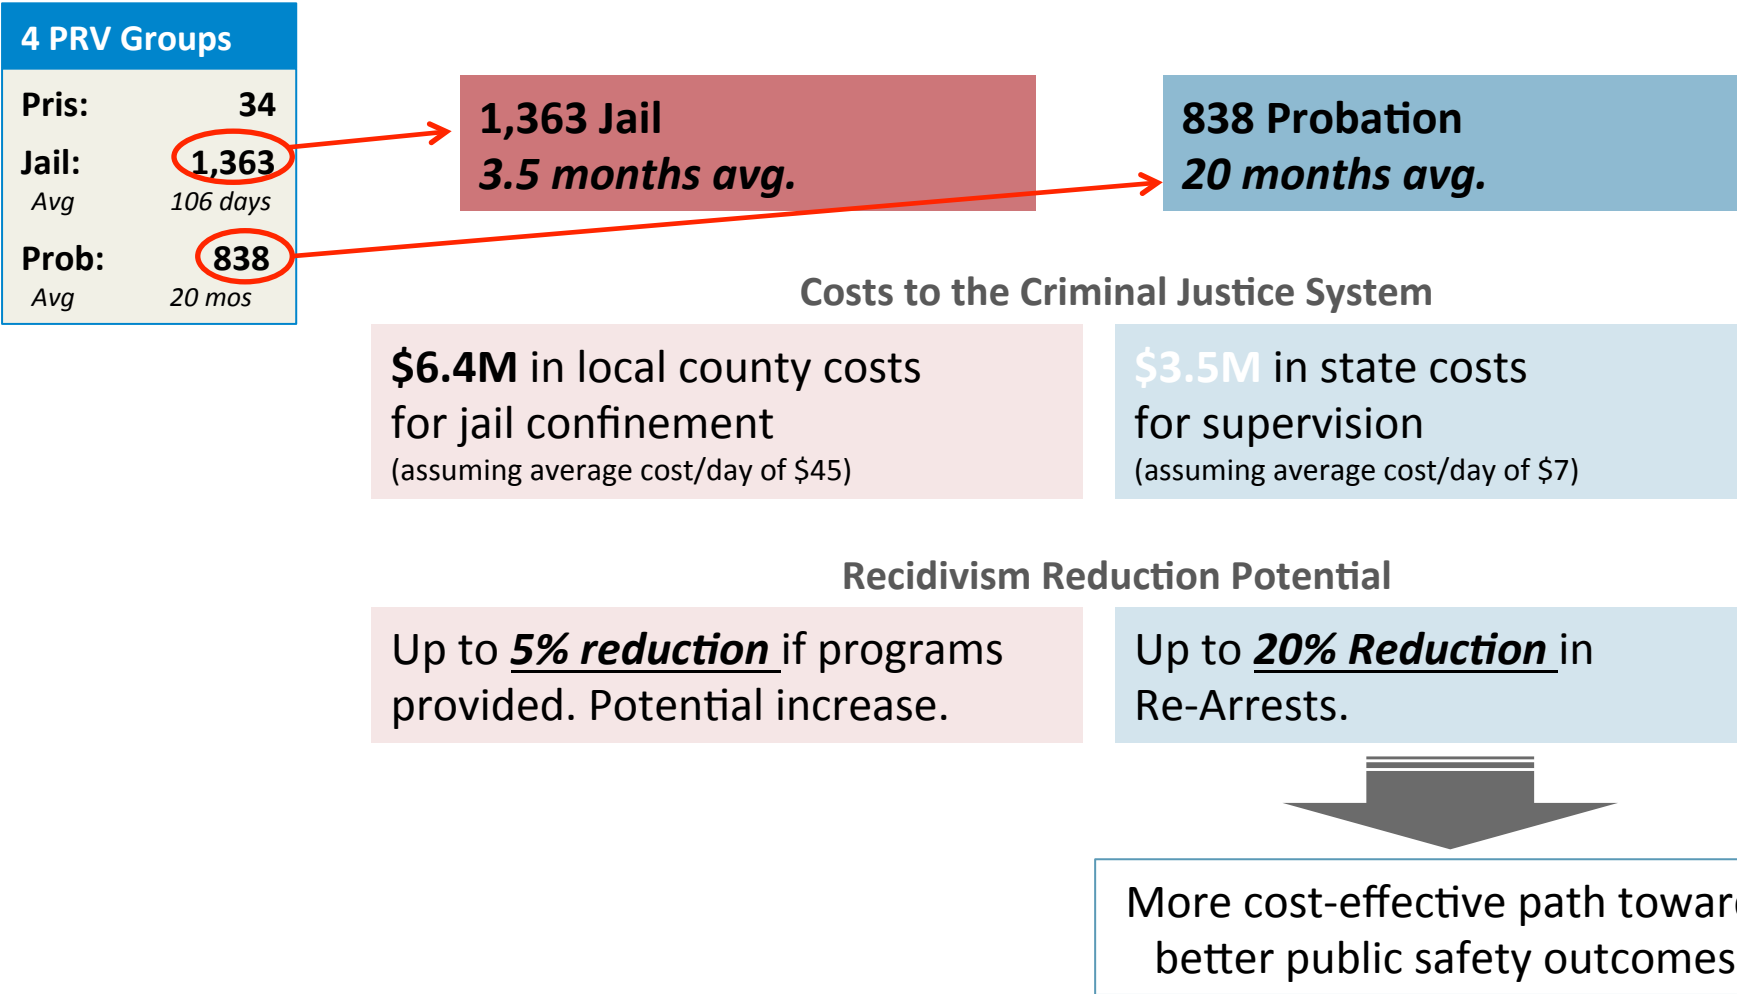 4 PRV Groups
Pris: 34
Jail: 1,363
Avg 106 days
Prob: 838
Avg 20 mos
1,363 Jail
3.5 months avg.
838 Probation
20 months avg.
Costs to the Criminal Justice System
$6.4M in local county costs
for jail confinement
(assuming average cost/day of $45)
$3.5M in state costs
for supervision
(assuming average cost/day of $7)
Recidivism Reduction Potential
Up to 5% reduction if programs
provided. Potential increase.
Up to 20% Reduction in
Re-Arrests.
More cost-effective path
better public safety outcomes